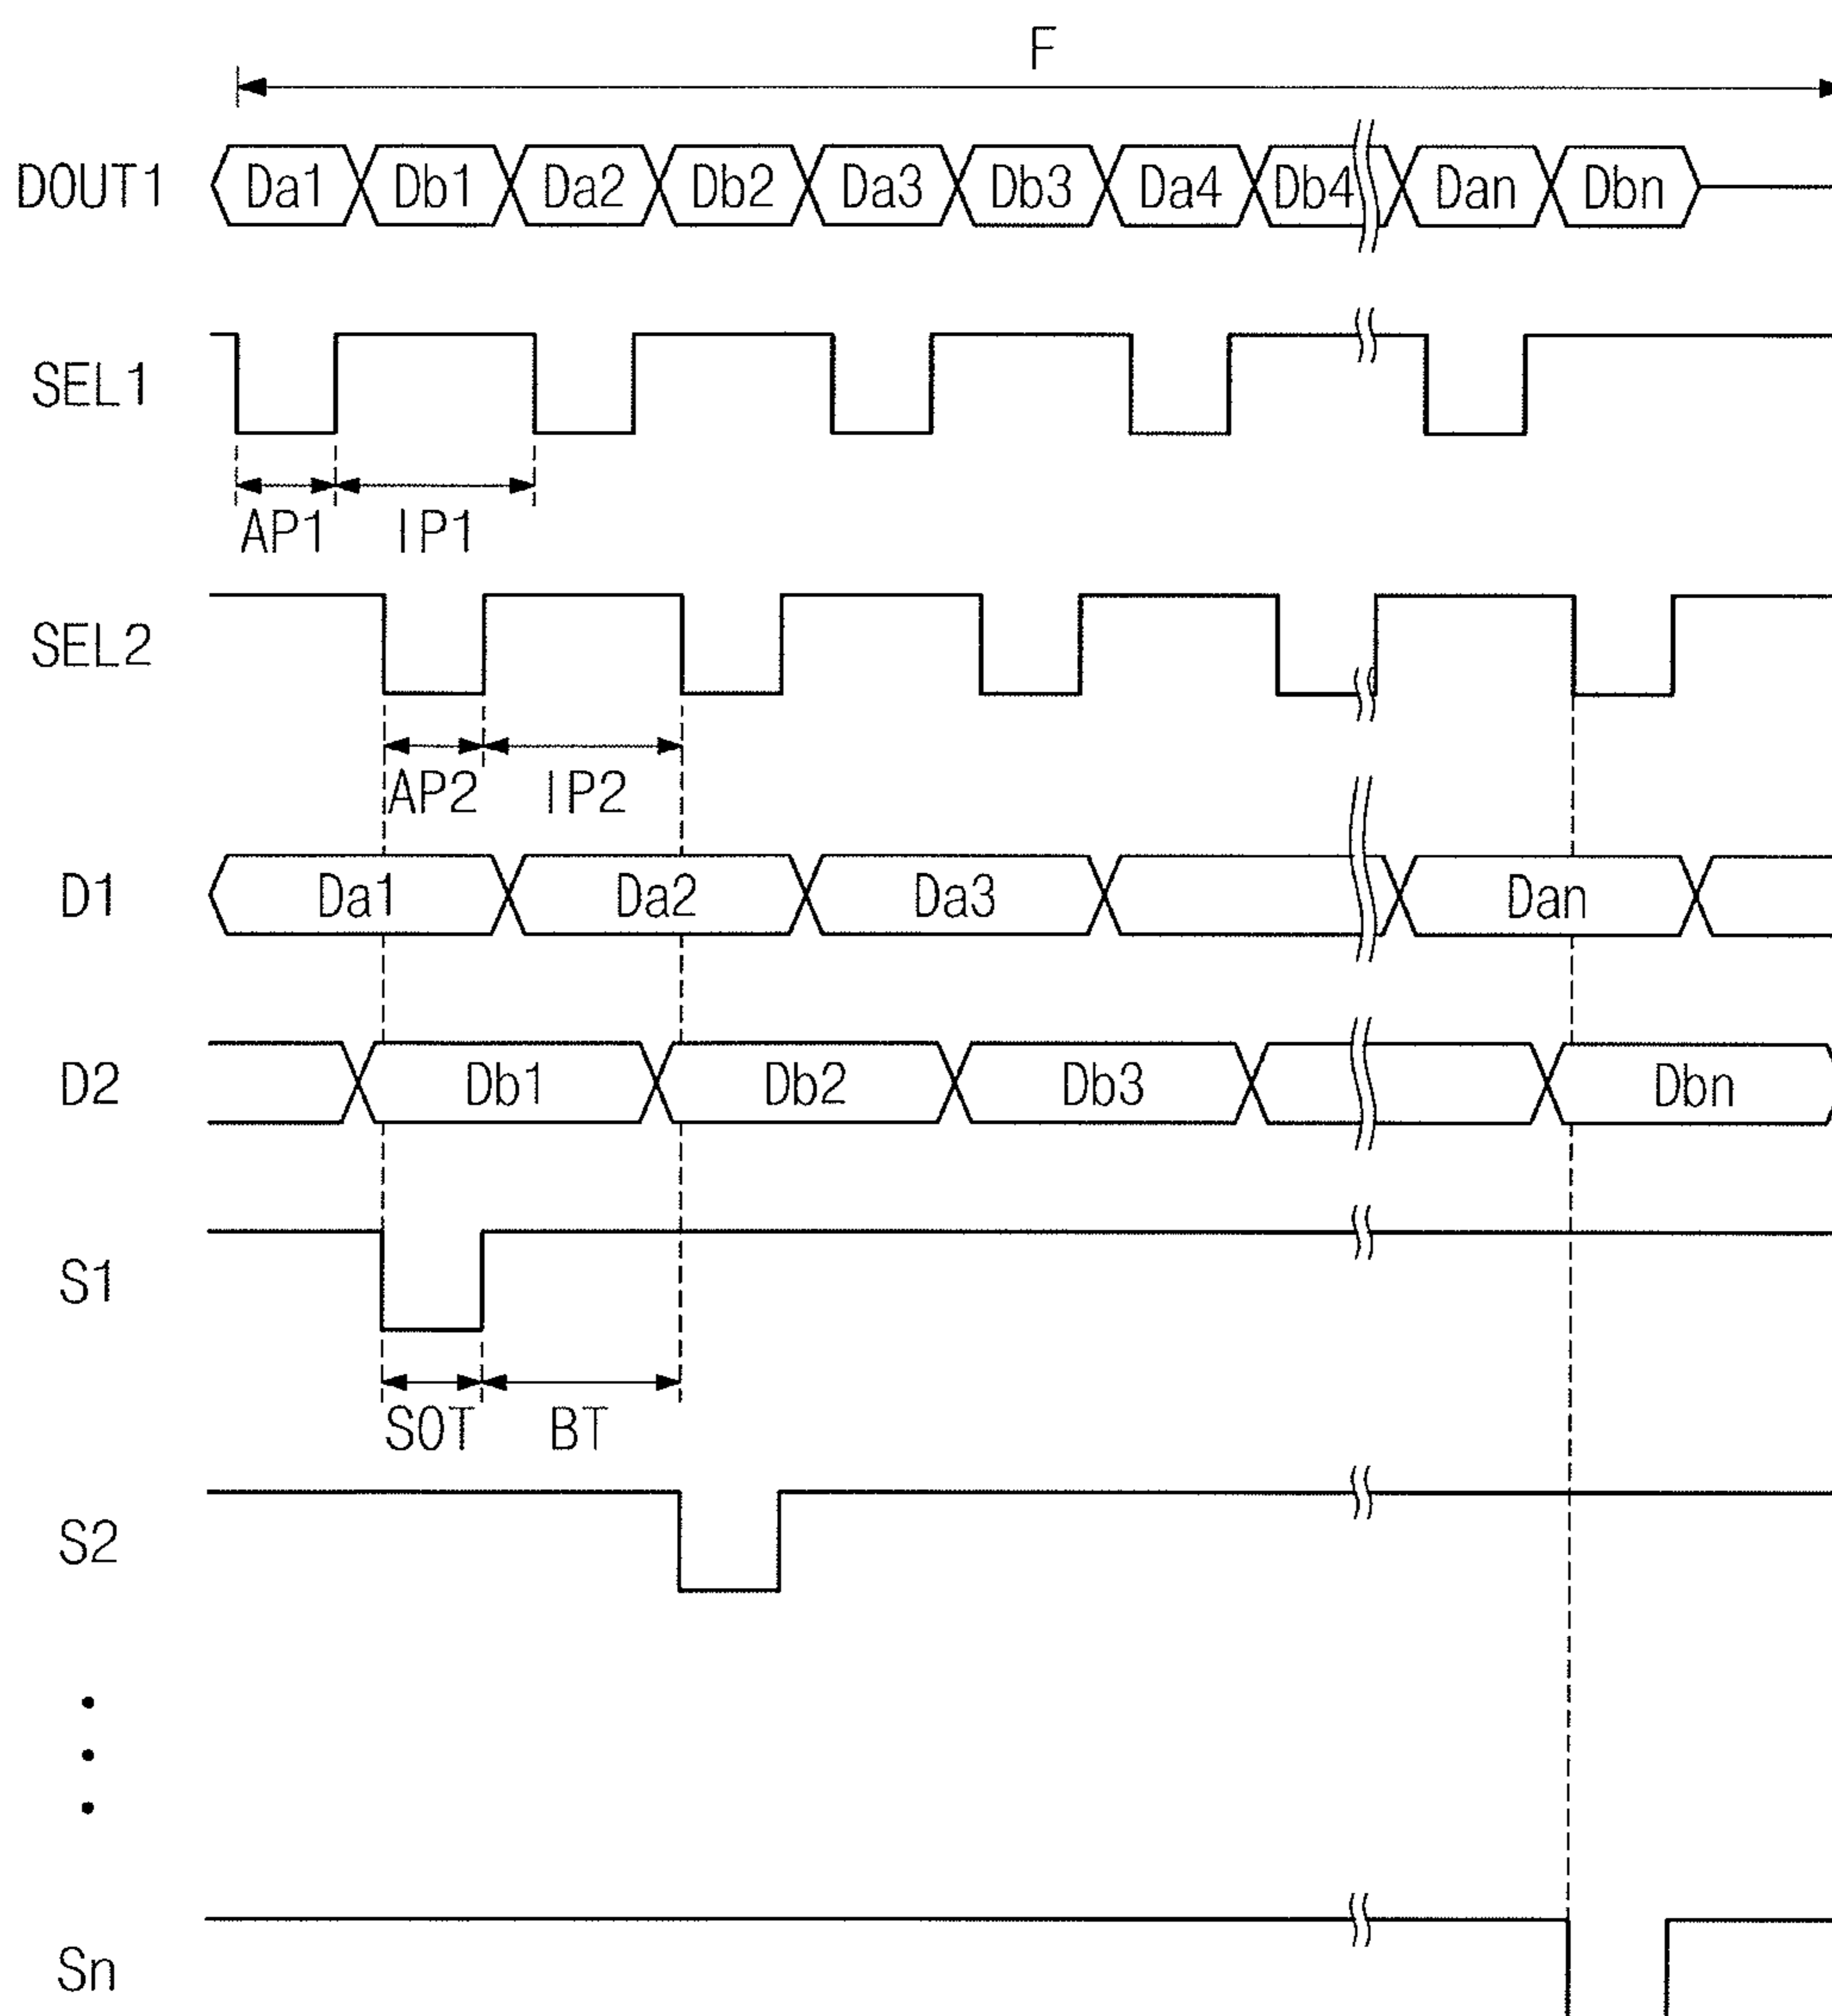 F
DOUT1 Da1 Db1 Da2 Db2 Da3 Db3 Da4 Db4 Dan Dbn
SEL1
AP1 IP1
SEL2
AP2 IP2
D1 Da1 Da2 Da3 Dan
D2 Db1 Db2 Db3 Dbn
S1
SOT BT
S2
Sn